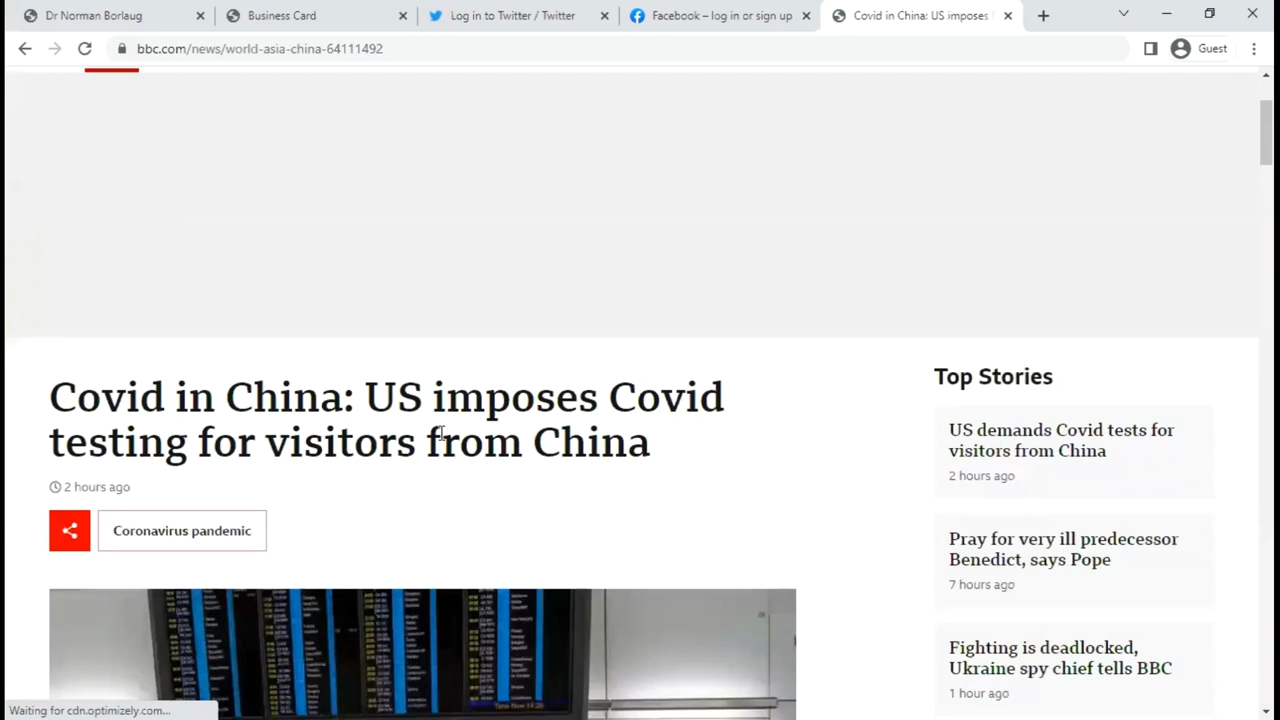 Dr Norman Borlaug
Business Card
Log in to Twitter / Twitter
Facebook – log in or sign up
Covid in China: US imposes
bbc.com/news/world-asia-china-64111492
Guest
Covid in China: US imposes Covid
testing for visitors from China
2 hours ago
Coronavirus pandemic
Top Stories
US demands Covid tests for
visitors from China
2 hours ago
Pray for very ill predecessor
Benedict, says Pope
7 hours ago
Fighting is deadlocked,
Ukraine spy chief tells BBC
1 hour ago
Time Now 14:26
Waiting for cdn.optimizely.com...